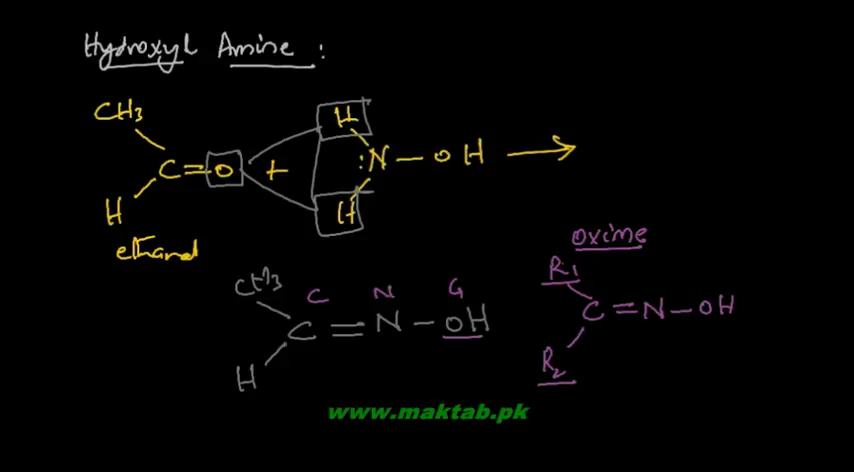 Hydroxyl Amine :
CH3
H
C=O + :N-OH
H
H
ethanal
oxime
CH3
C N G
R1
C=N-OH
C=N-OH
H
R2
www.maktab.pk